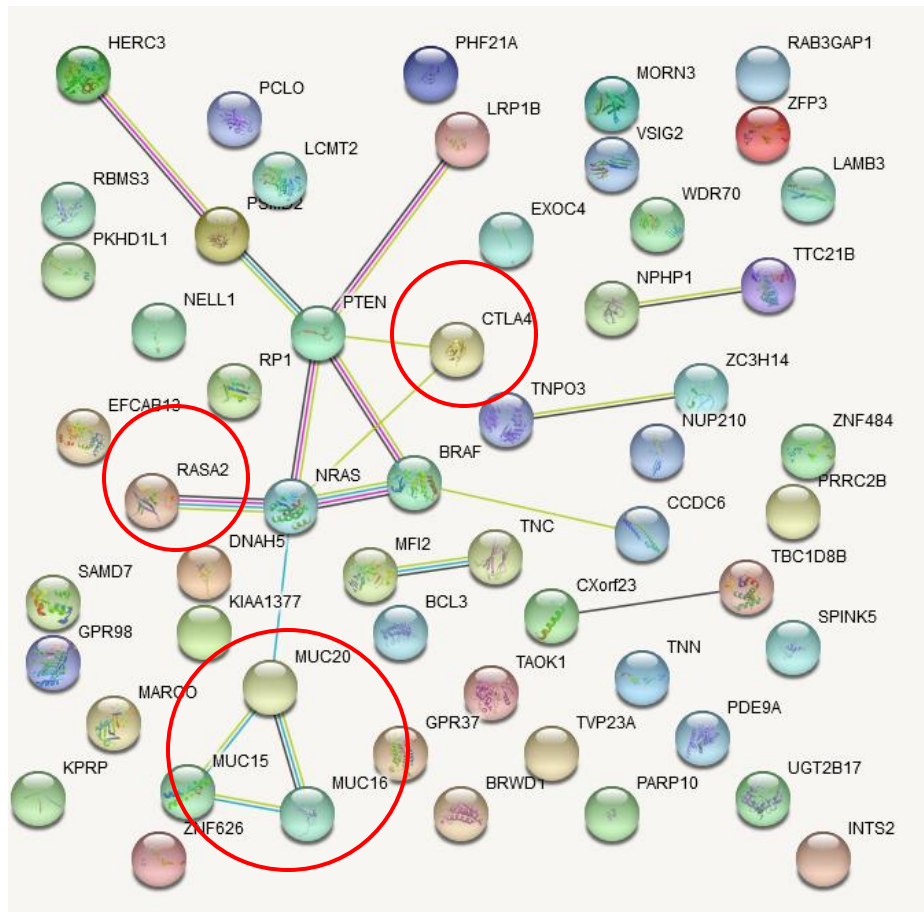 HERC3
PHF21A
RAB3GAP1
MORN3
PCLO
LRP1B
ZFP3
VSIG2
LCMT2
LAMB3
RBMS3
WDR70
PSMD2
EXOC4
PKHD1L1
TTC21B
NPHP1
NELL1
PTEN
CTLA4
RP1
ZC3H14
TNPO3
EFCAB13
NUP210
ZNF484
BRAF
RASA2
NRAS
PRRC2B
CCDC6
DNAH5
TNC
MFI2
TBC1D8B
SAMD7
CXorf23
KIAA1377
BCL3
SPINK5
GPR98
MUC20
TNN
TAOK1
MARCO
PDE9A
GPR37
TVP23A
MUC15
KPRP
MUC16
BRWD1
PARP10
UGT2B17
ZNF626
INTS2